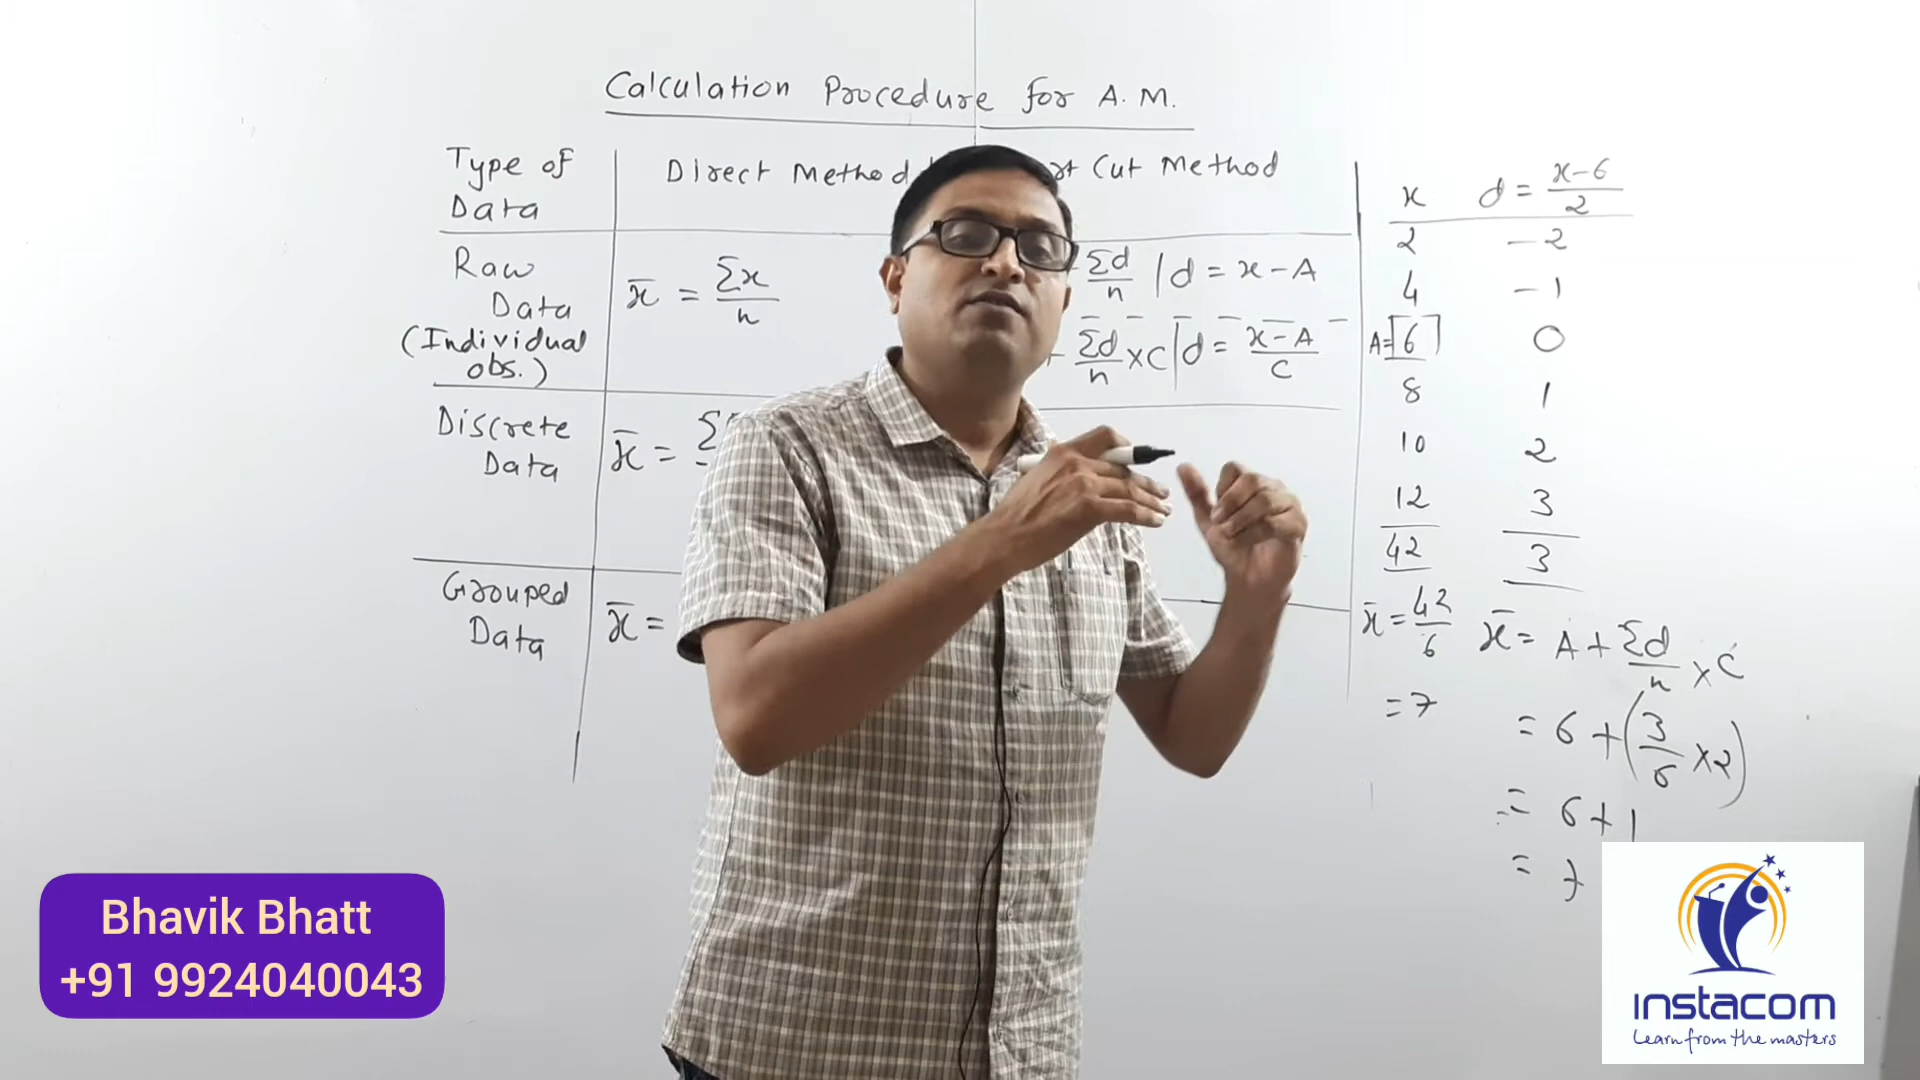 Calculation Procedure for A.M.
Type of Data
Direct Method
Cut Method
Raw Data
(Individual obs.)
x̄ = Σx/n
Σd/n | d = x-A
Σd/n × C | d = x-A/C
Discrete Data
x̄ = Σ
Grouped Data
x̄ =
x d = x-6/2
2 -2
4 -1
A= 6 0
8 1
10 2
12 3
42 3
x̄ = 42/6
= 7
x̄ = A + Σd/n × C
= 6 + (3/6 × 2)
= 6 + 1
= 7
Bhavik Bhatt
+91 9924040043
instacom
Learn from the masters